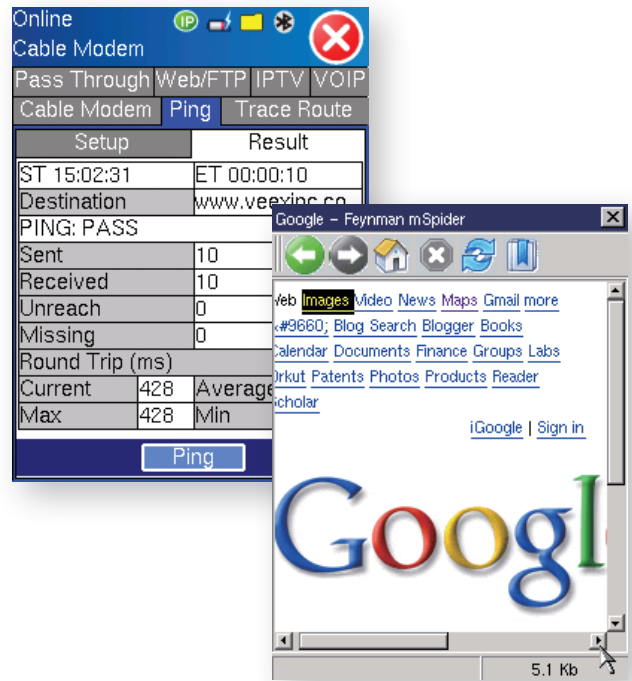 Online
Cable Modem
IP
Pass Through Web/FTP IPTV VOIP
Cable Modem Ping Trace Route
Setup Result
ST 15:02:31 ET 00:00:10
Destination www.veexinc.co
PING: PASS
Sent 10
Received 10
Unreach 0
Missing 0
Round Trip (ms)
Current 428 Average
Max 428 Min
Ping
Google – Feynman mSpider
Web Images Video News Maps Gmail more
&#9660; Blog Search Blogger Books
Calendar Documents Finance Groups Labs
Orkut Patents Photos Products Reader
Scholar
iGoogle | Sign in
Googl
5.1 Kb